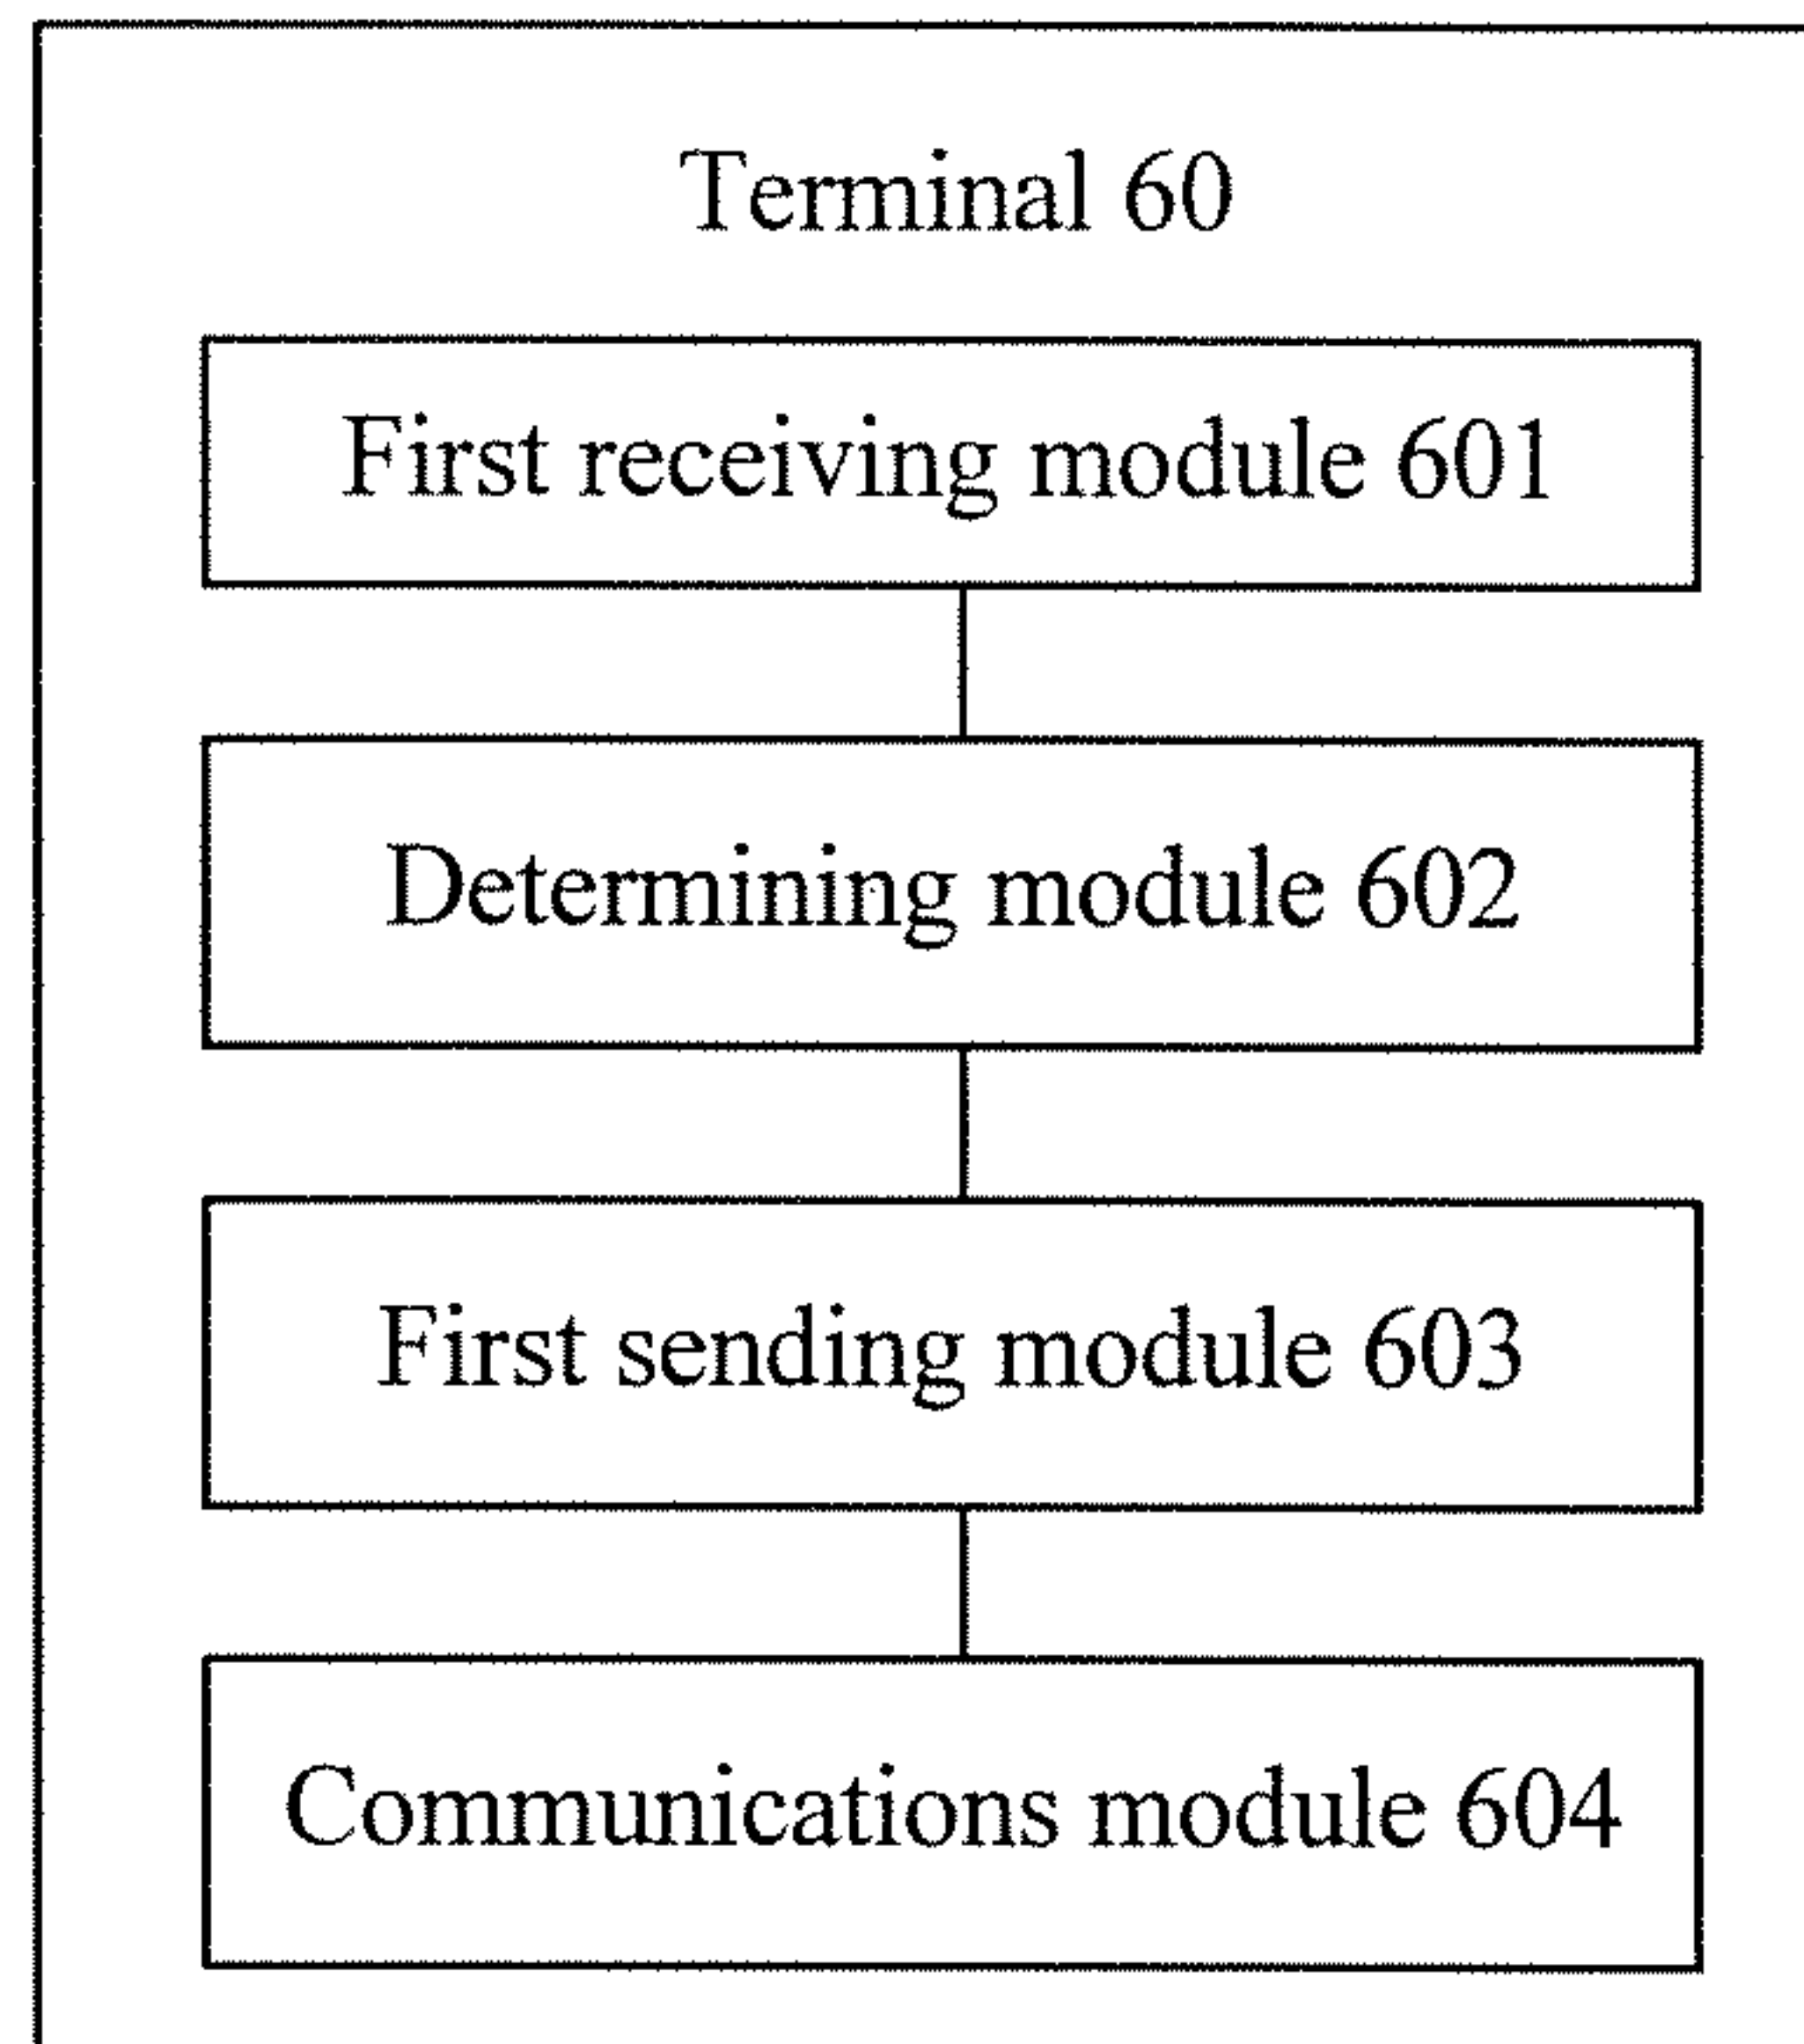 Terminal 60
First receiving module 601
Determining module 602
First sending module 603
Communications module 604